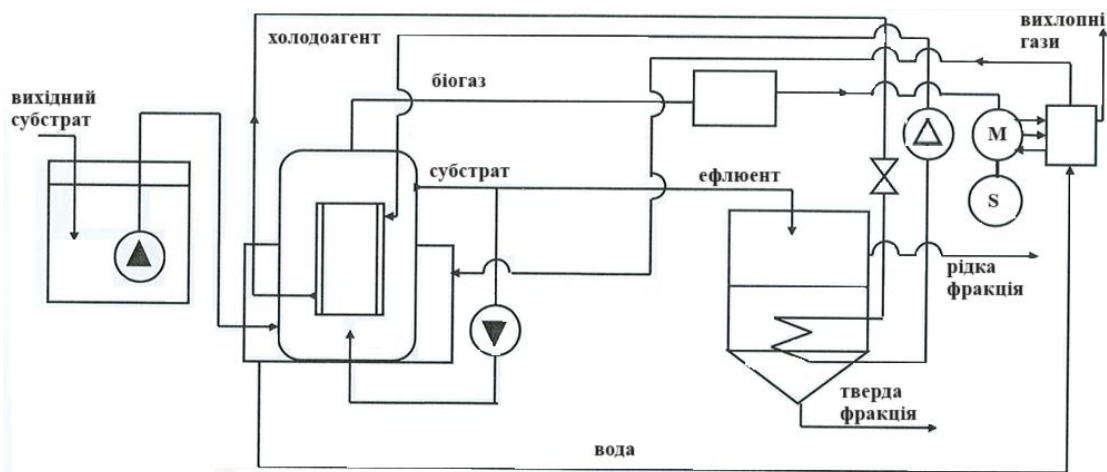 холодоагент
вихлопні
гази
біогаз
вихідний
субстрат
M
субстрат
ефлюент
S
рідка
фракція
тверда
фракція
вода